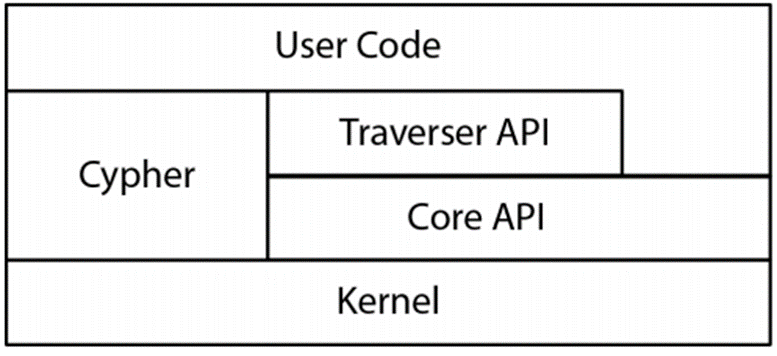 User Code
Traverser API
Cypher
Core API
Kernel